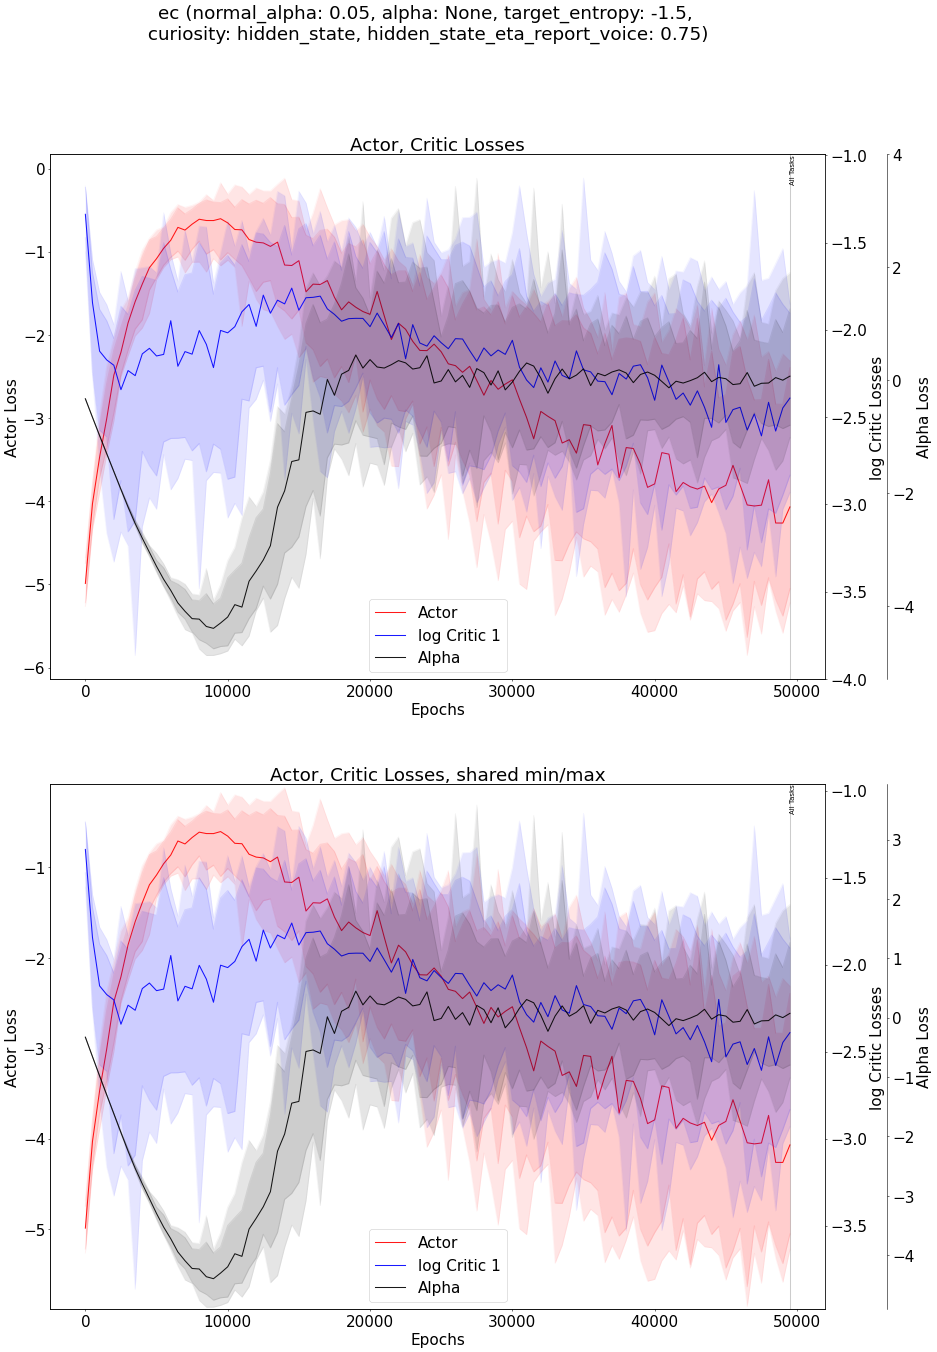 ec (normal_alpha: 0.05, alpha: None, target_entropy: -1.5,
curiosity: hidden_state, hidden_state_eta_report_voice: 0.75)
Actor, Critic Losses
All Tasks
0
−1
−2
−3
−4
−5
−6
Actor Loss
−1.0
−1.5
−2.0
−2.5
−3.0
−3.5
−4.0
log Critic Losses
4
2
0
−2
−4
Alpha Loss
Actor
log Critic 1
Alpha
0
10000
20000
30000
40000
50000
Epochs
Actor, Critic Losses, shared min/max
All Tasks
−1
−2
−3
−4
−5
Actor Loss
−1.0
−1.5
−2.0
−2.5
−3.0
−3.5
log Critic Losses
3
2
1
0
−1
−2
−3
−4
Alpha Loss
Actor
log Critic 1
Alpha
0
10000
20000
30000
40000
50000
Epochs